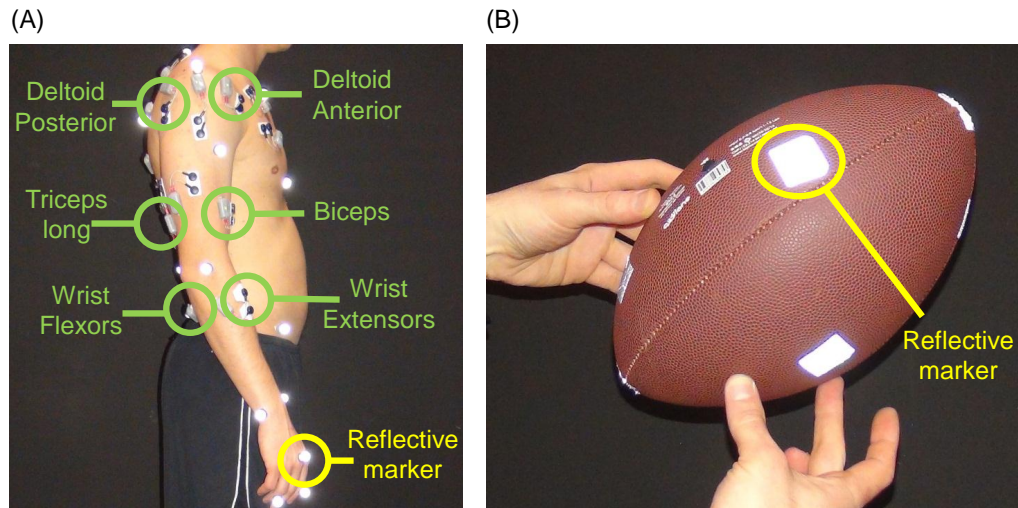 (A)
(B)
Deltoid
Posterior
Deltoid
Anterior
Triceps
long
Biceps
Wrist
Flexors
Wrist
Extensors
Reflective
marker
Reflective
marker